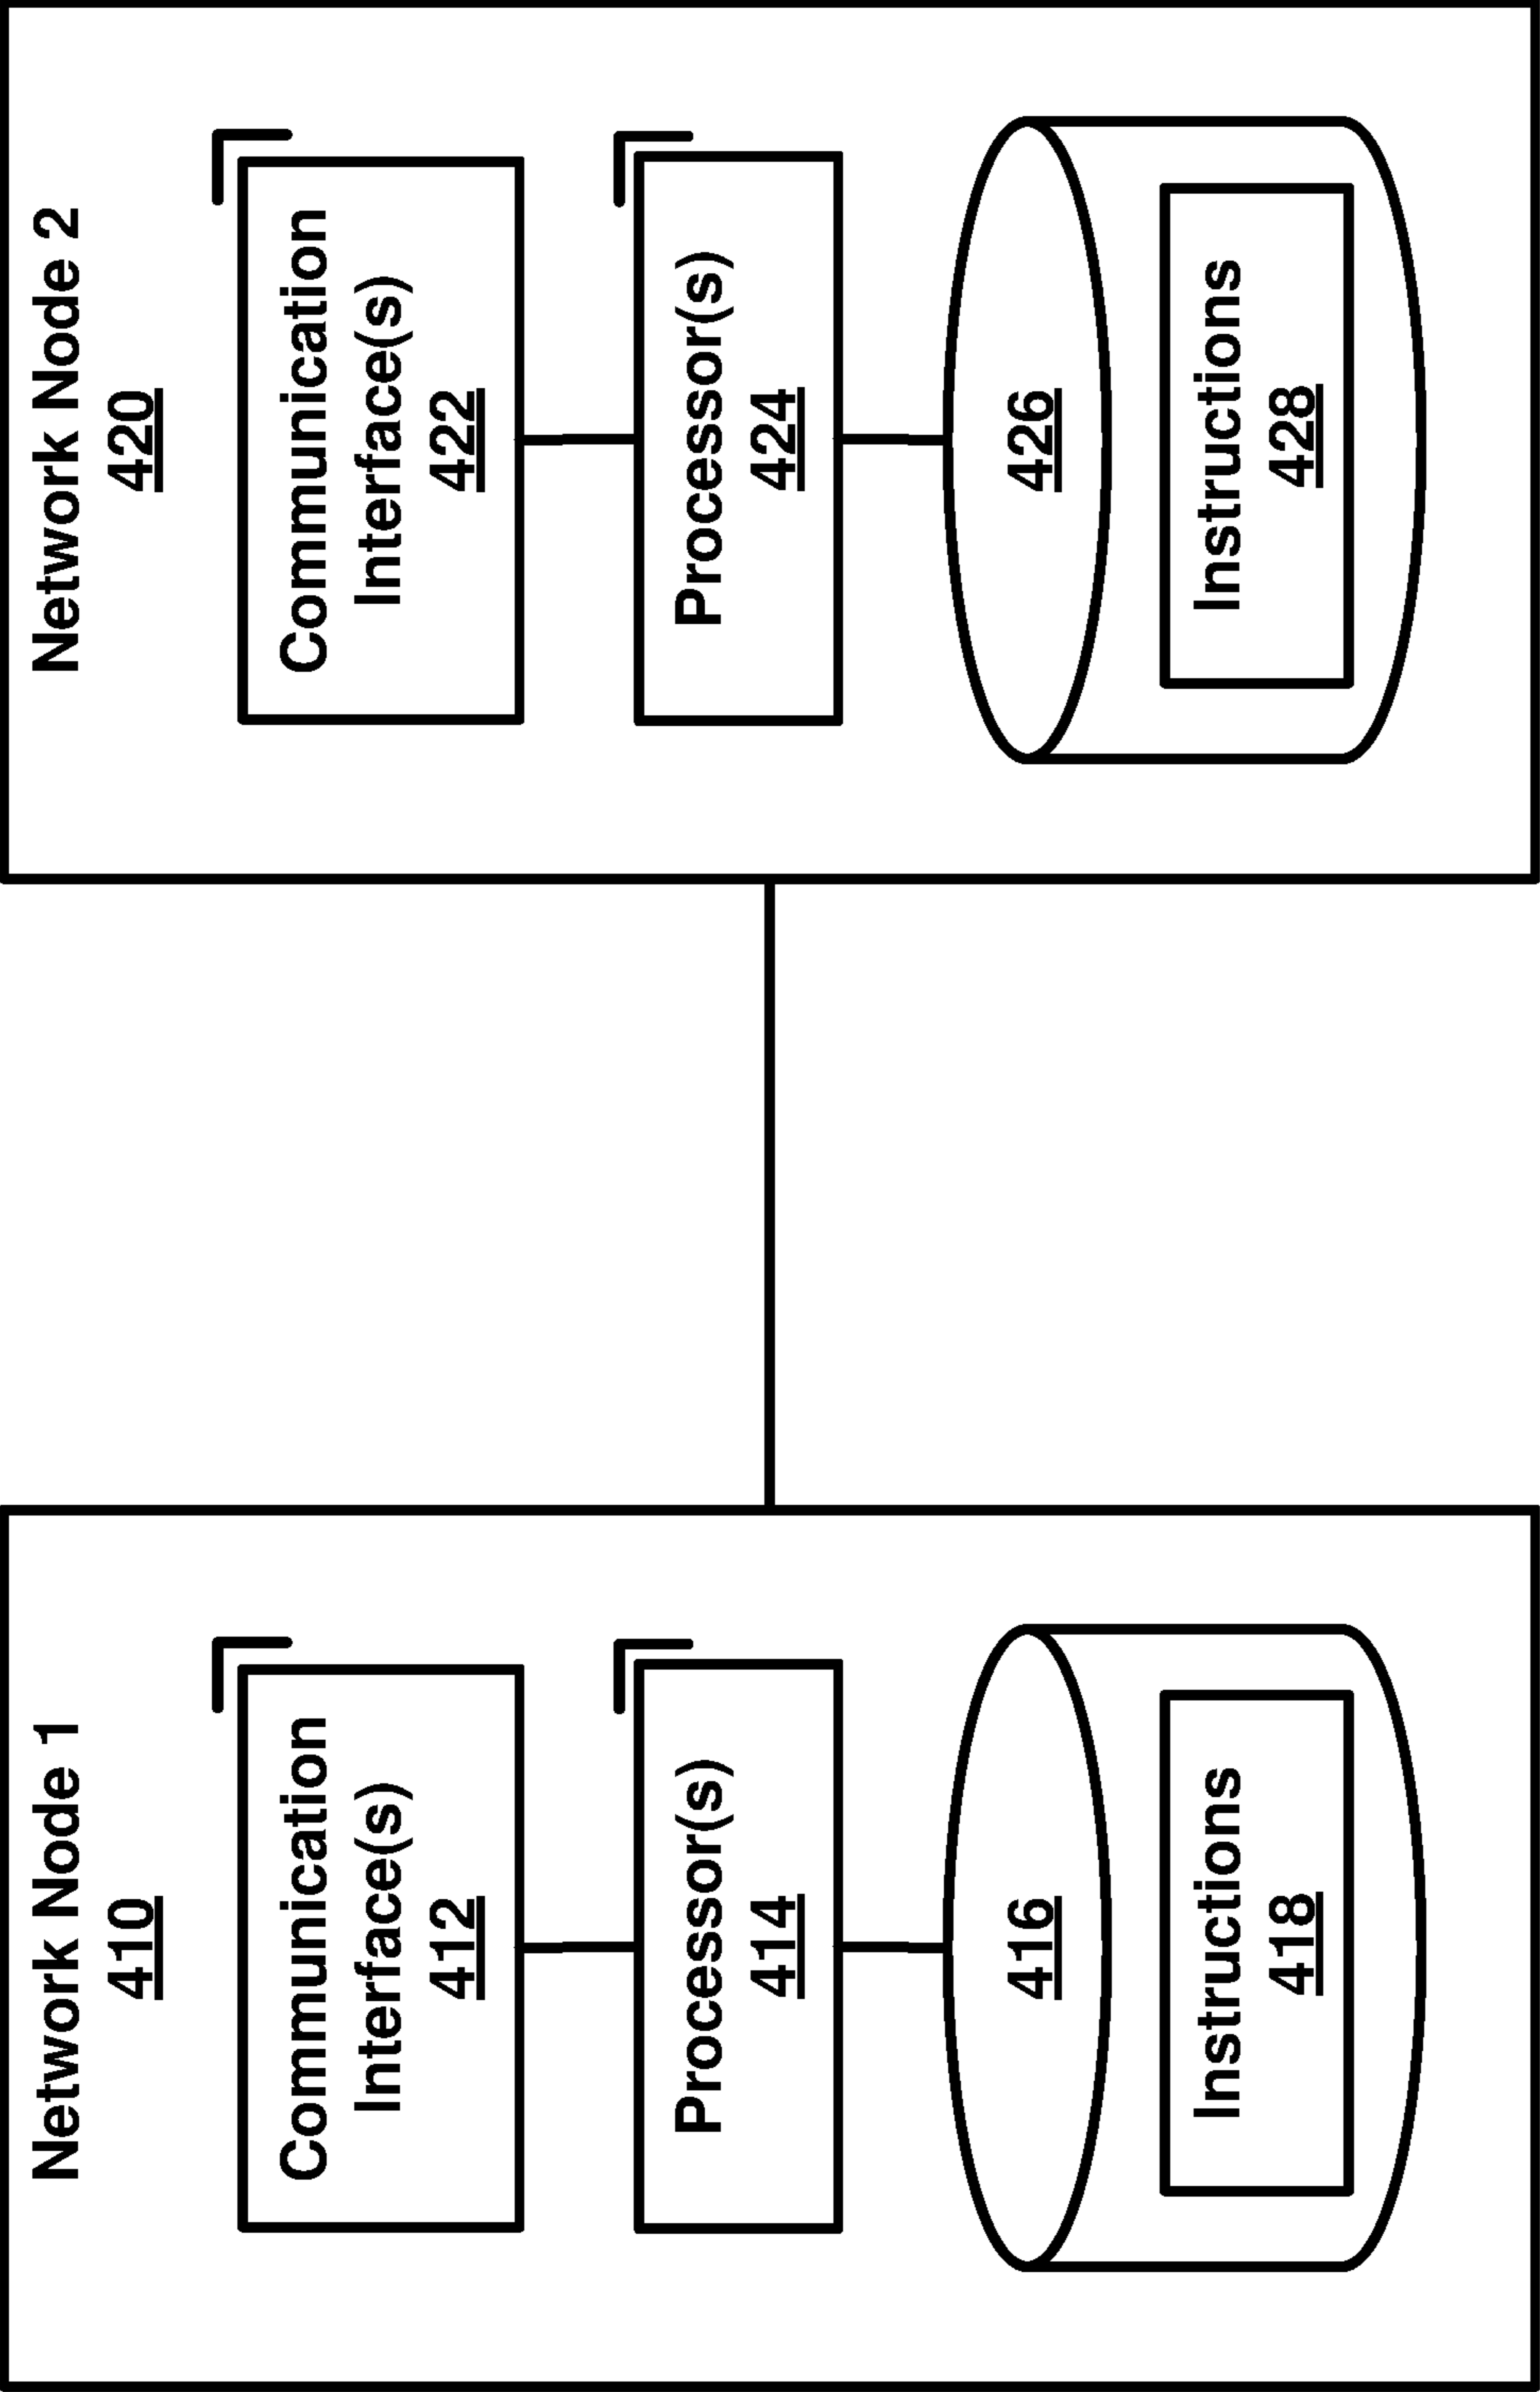 Network Node 1
410
Communication
Interface(s)
412
Processor(s)
414
416
Instructions
418
Network Node 2
420
Communication
Interface(s)
422
Processor(s)
424
426
Instructions
428